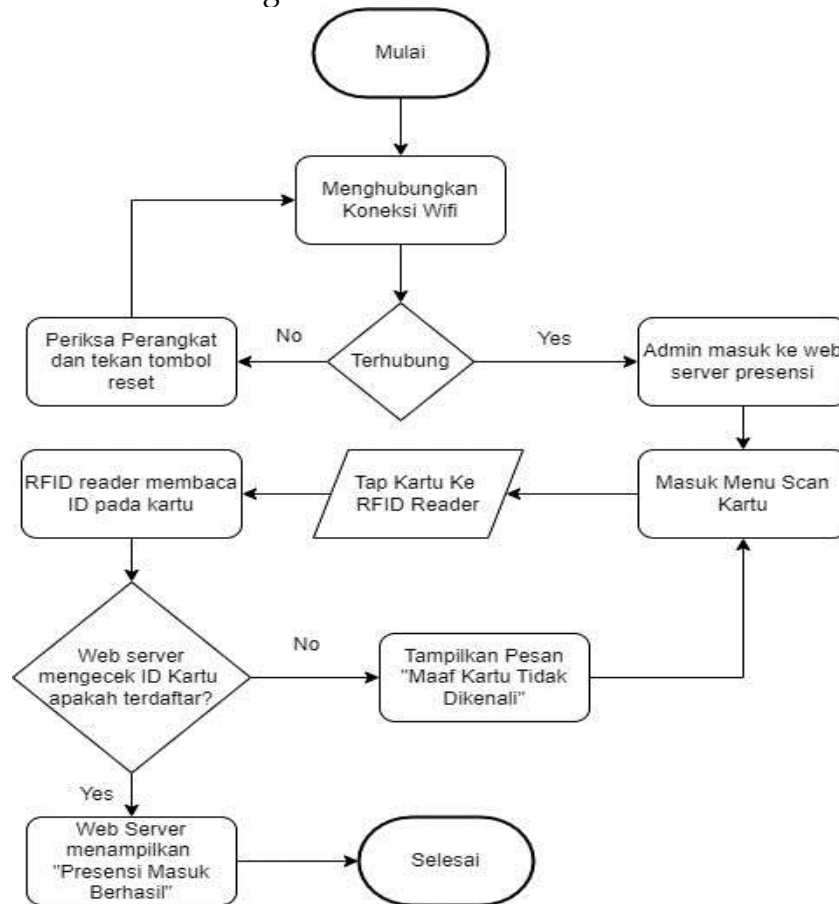 Mulai
Menghubungkan
Koneksi Wifi
Periksa Perangkat
dan tekan tombol
reset
No
Terhubung
Yes
Admin masuk ke web
server presensi
RFID reader membaca
ID pada kartu
Tap Kartu Ke
RFID Reader
Masuk Menu Scan
Kartu
Web server
mengecek ID Kartu
apakah terdaftar?
No
Tampilkan Pesan
"Maaf Kartu Tidak
Dikenali"
Yes
Web Server
menampilkan
"Presensi Masuk
Berhasil"
Selesai